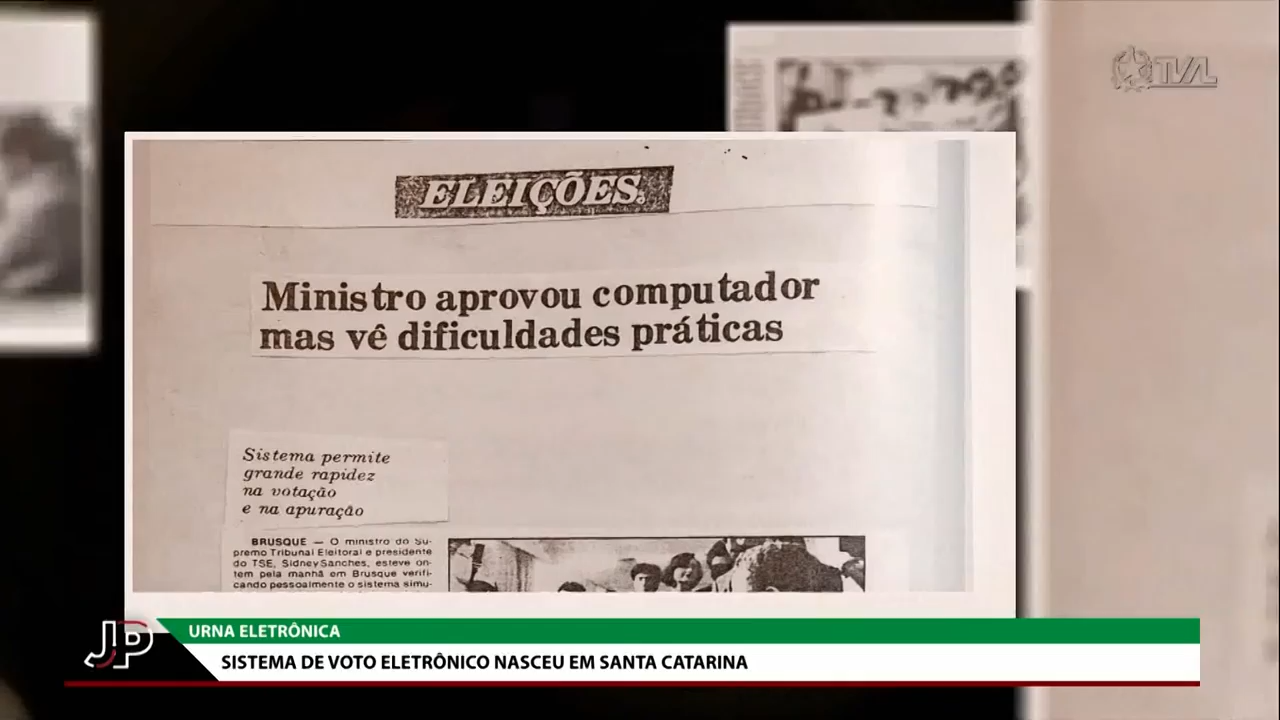 TVAL
ELEIÇÕES.
Ministro aprovou computador
mas vê dificuldades práticas
Sistema permite
grande rapidez
na votação
e na apuração
BRUSQUE — O ministro do Su-
premo Tribunal Eleitoral e presidente
do TSE, Sidney Sanches, esteve on-
tem pela manhã em Brusque verifi-
cando pessoalmente o sistema simu-
JP
URNA ELETRÔNICA
SISTEMA DE VOTO ELETRÔNICO NASCEU EM SANTA CATARINA